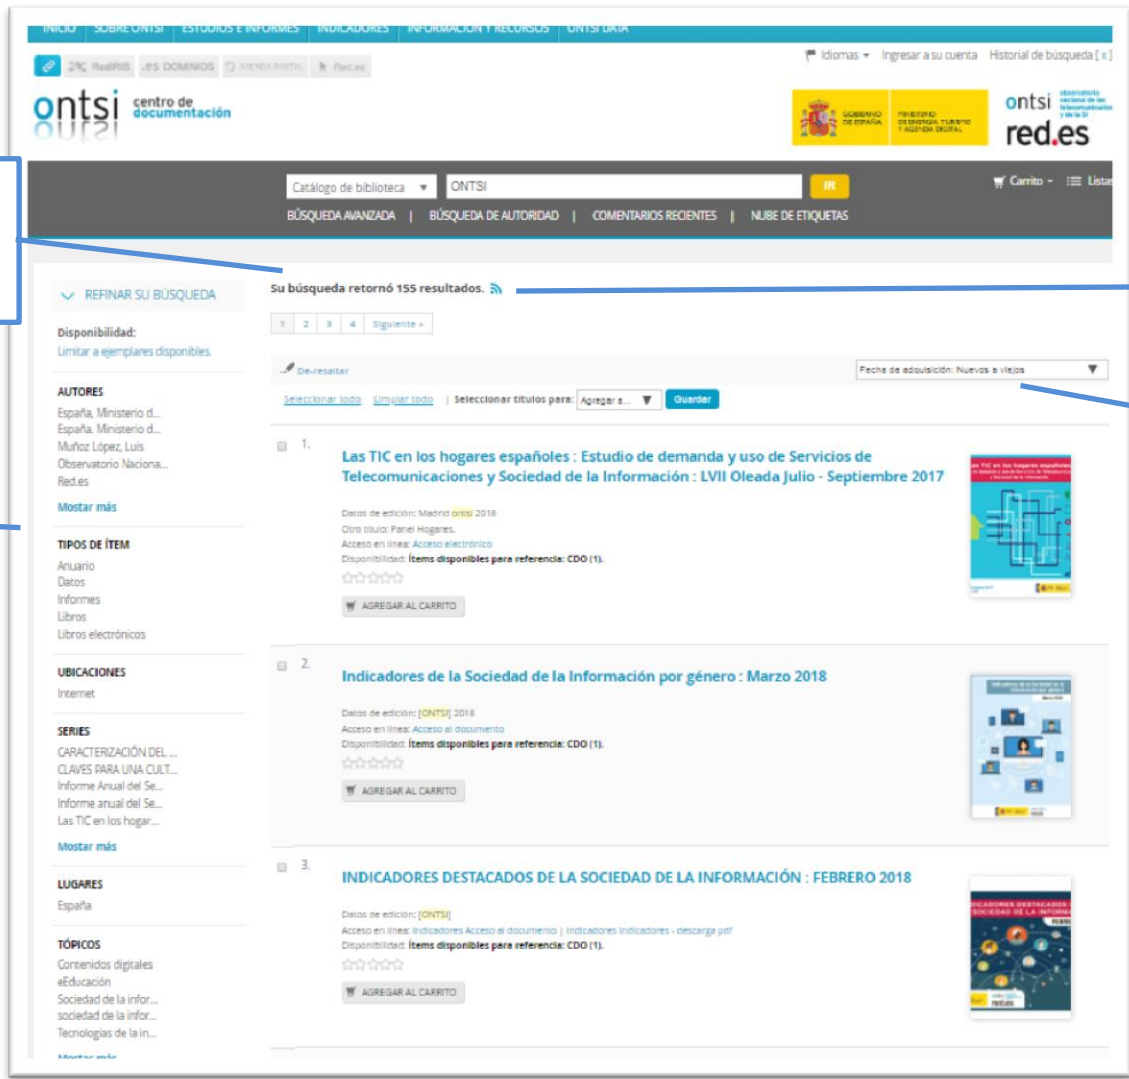 INICIO SOBRE ONTSI ESTUDIOS E INFORMES INDICADORES INFORMACIÓN Y RECURSOS ONTSI DATA
RedIRIS .ES DOMINIOS AGENDA DIGITAL Red.es
Idiomas Ingresar a su cuenta Historial de búsqueda [ x ]
ontsi centro de documentación
GOBIERNO DE ESPAÑA MINISTERIO DE ENERGÍA, TURISMO Y AGENDA DIGITAL
ontsi observatorio nacional de las telecomunicaciones y de la SI
red.es
Catálogo de biblioteca ONTSI IR
Carrito Listas
BÚSQUEDA AVANZADA | BÚSQUEDA DE AUTORIDAD | COMENTARIOS RECIENTES | NUBE DE ETIQUETAS
REFINAR SU BÚSQUEDA
Disponibilidad:
Limitar a ejemplares disponibles.
AUTORES
España, Ministerio d...
España. Ministerio d...
Muñoz López, Luis
Observatorio Naciona...
Red.es
Mostar más
TIPOS DE ÍTEM
Anuario
Datos
Informes
Libros
Libros electrónicos
UBICACIONES
Internet
SERIES
CARACTERIZACIÓN DEL ...
CLAVES PARA UNA CULT...
Informe Anual del Se...
Informe anual del Se...
Las TIC en los hogar...
Mostar más
LUGARES
España
TÓPICOS
Contenidos digitales
eEducación
Sociedad de la infor...
sociedad de la infor...
Tecnologías de la in...
Mostar más
Su búsqueda retornó 155 resultados.
1 2 3 4 Siguiente »
De-resaltar
Fecha de adquisición: Nuevos a viejos
Seleccionar todo Limpiar todo | Seleccionar títulos para: Agregar a... Guardar
1.
Las TIC en los hogares españoles : Estudio de demanda y uso de Servicios de
Telecomunicaciones y Sociedad de la Información : LVII Oleada Julio - Septiembre 2017
Datos de edición: Madrid ontsi 2018
Otro título: Panel Hogares.
Acceso en línea: Acceso electrónico
Disponibilidad: Ítems disponibles para referencia: CDO (1).
AGREGAR AL CARRITO
2.
Indicadores de la Sociedad de la Información por género : Marzo 2018
Datos de edición: [ONTSI] 2018
Acceso en línea: Acceso al documento
Disponibilidad: Ítems disponibles para referencia: CDO (1).
AGREGAR AL CARRITO
3.
INDICADORES DESTACADOS DE LA SOCIEDAD DE LA INFORMACIÓN : FEBRERO 2018
Datos de edición: [ONTSI]
Acceso en línea: Indicadores Acceso al documento | Indicadores Indicadores - descarga pdf
Disponibilidad: Ítems disponibles para referencia: CDO (1).
AGREGAR AL CARRITO